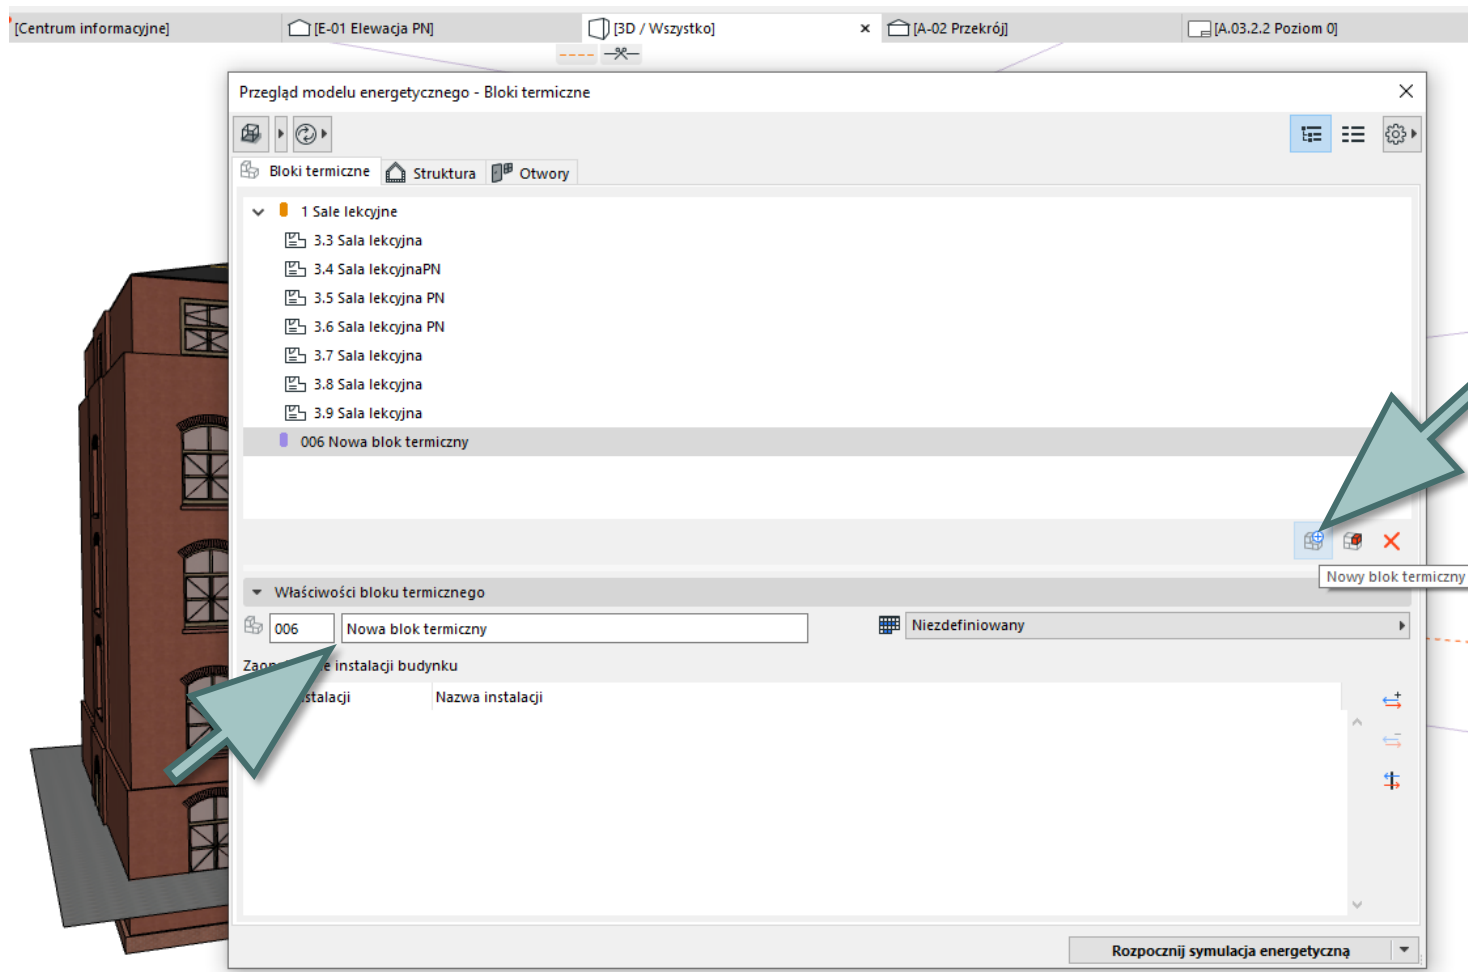 [Centrum informacyjne] [E-01 Elewacja PN] [3D / Wszystko] [A-02 Przekrój] [A.03.2.2 Poziom 0]
Przegląd modelu energetycznego - Bloki termiczne
Bloki termiczne Struktura Otwory
1 Sale lekcyjne
3.3 Sala lekcyjna
3.4 Sala lekcyjnaPN
3.5 Sala lekcyjna PN
3.6 Sala lekcyjna PN
3.7 Sala lekcyjna
3.8 Sala lekcyjna
3.9 Sala lekcyjna
006 Nowa blok termiczny
Nowy blok termiczny
Właściwości bloku termicznego
006 Nowa blok termiczny Niezdefiniowany
instalacji budynku
Nazwa instalacji
Rozpocznij symulacja energetyczną